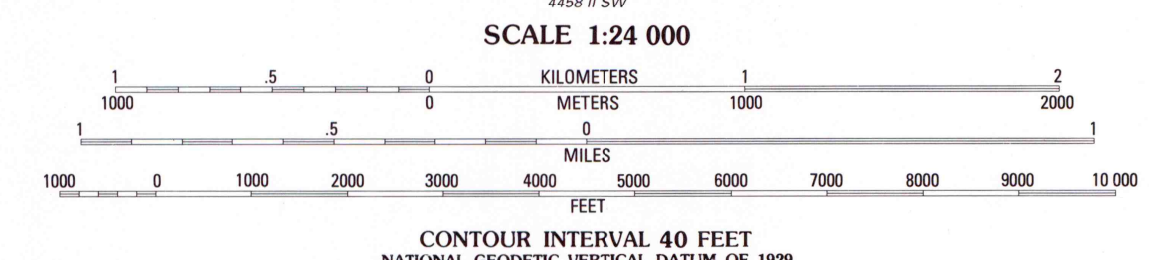 4458 II SW
SCALE 1:24 000
1 .5 0 KILOMETERS 1 2
1000 0 METERS 1000 2000
1 .5 0 1
MILES
1000 0 1000 2000 3000 4000 5000 6000 7000 8000 9000 10 000
FEET
CONTOUR INTERVAL 40 FEET
NATIONAL GEODETIC VERTICAL DATUM OF 1929